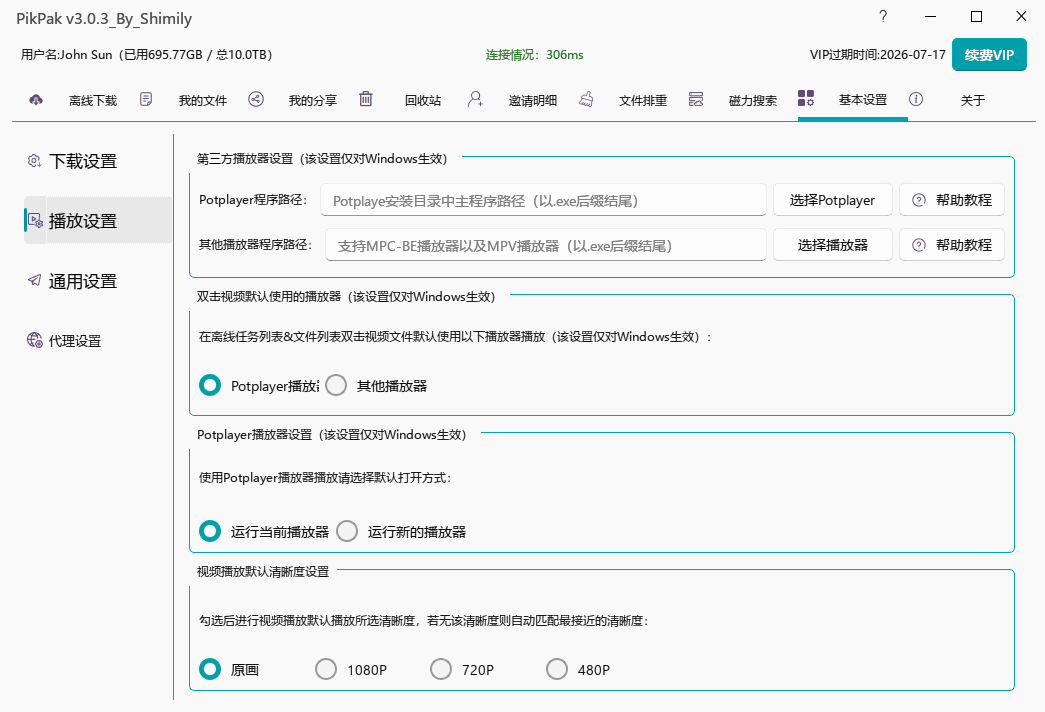 PikPak v3.0.3_By_Shimily
?
用户名:John Sun（已用695.77GB / 总10.0TB） 连接情况：306ms VIP过期时间:2026-07-17 续费VIP
离线下载 我的文件 我的分享 回收站 邀请明细 文件排重 磁力搜索 基本设置 关于
下载设置
播放设置
通用设置
代理设置
第三方播放器设置（该设置仅对Windows生效）
Potplayer程序路径： Potplaye安装目录中主程序路径（以.exe后缀结尾） 选择Potplayer 帮助教程
其他播放器程序路径： 支持MPC-BE播放器以及MPV播放器（以.exe后缀结尾） 选择播放器 帮助教程
双击视频默认使用的播放器（该设置仅对Windows生效）
在离线任务列表&文件列表双击视频文件默认使用以下播放器播放（该设置仅对Windows生效）：
Potplayer播放 其他播放器
Potplayer播放器设置（该设置仅对Windows生效）
使用Potplayer播放器播放请选择默认打开方式：
运行当前播放器 运行新的播放器
视频播放默认清晰度设置
勾选后进行视频播放默认播放所选清晰度，若无该清晰度则自动匹配最接近的清晰度：
原画 1080P 720P 480P